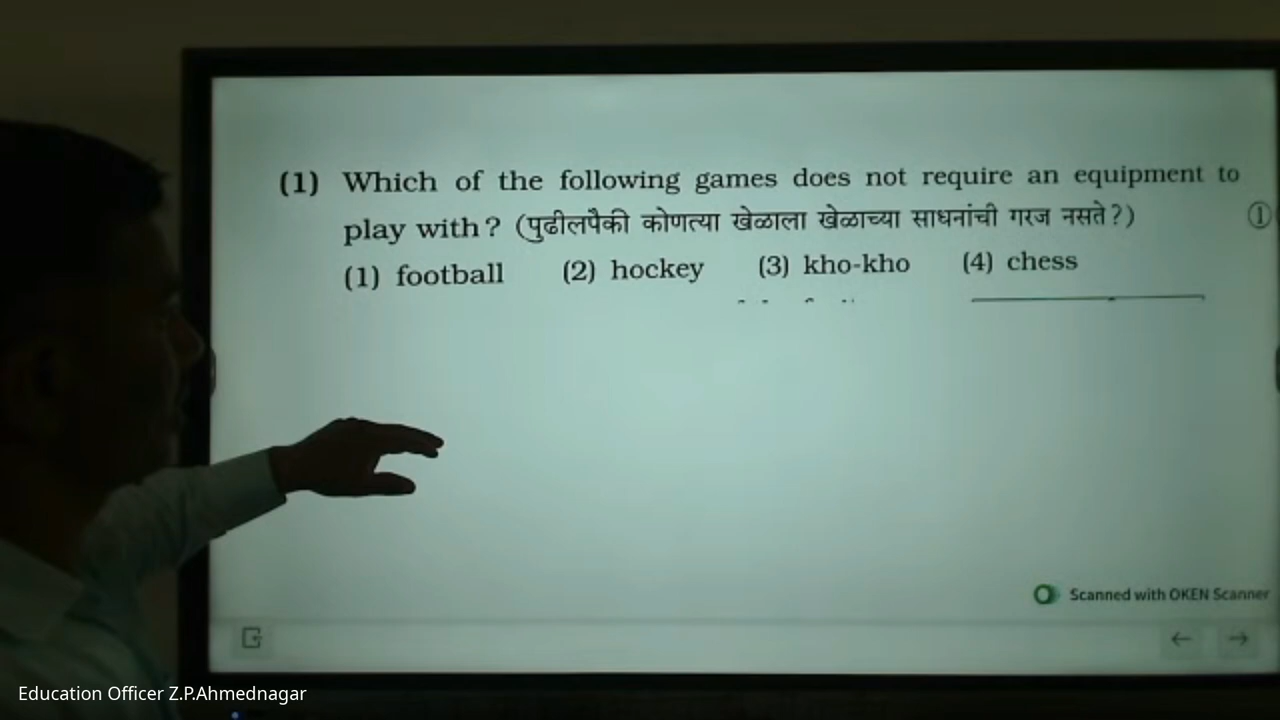 (1) Which of the following games does not require an equipment to
play with? (पुढीलपैकी कोणत्या खेळाला खेळाच्या साधनांची गरज नसते?) ①
(1) football (2) hockey (3) kho-kho (4) chess
Scanned with OKEN Scanner
Education Officer Z.P.Ahmednagar